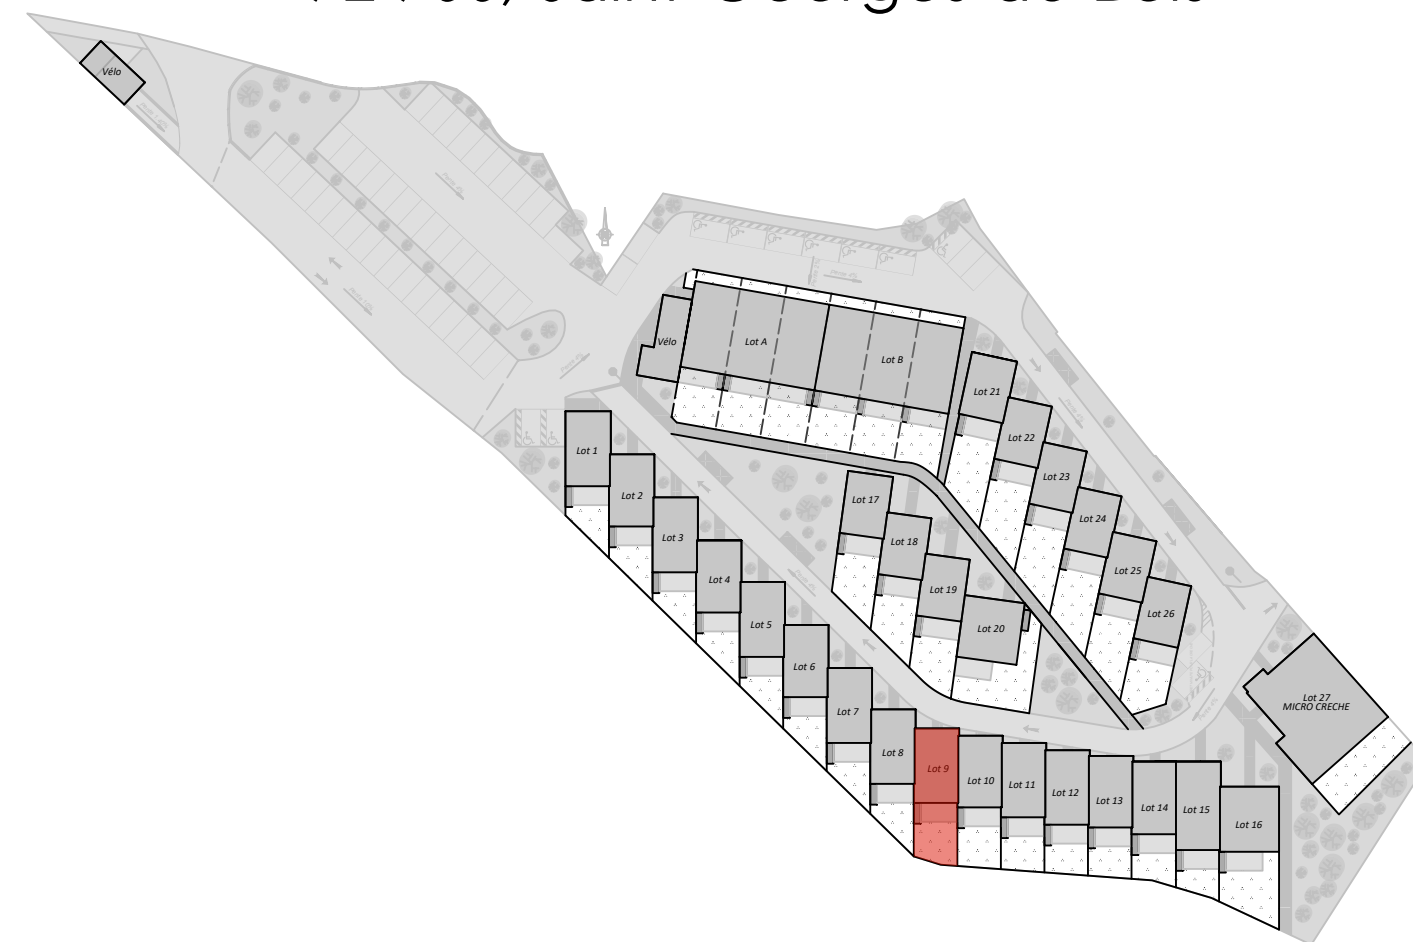 Vélo
Vélo
Lot A
Lot B
Lot 21
Lot 22
Lot 23
Lot 24
Lot 25
Lot 26
Lot 1
Lot 2
Lot 3
Lot 4
Lot 5
Lot 6
Lot 7
Lot 8
Lot 9
Lot 10
Lot 11
Lot 12
Lot 13
Lot 14
Lot 15
Lot 16
Lot 17
Lot 18
Lot 19
Lot 20
Lot 27
MICRO CRECHE